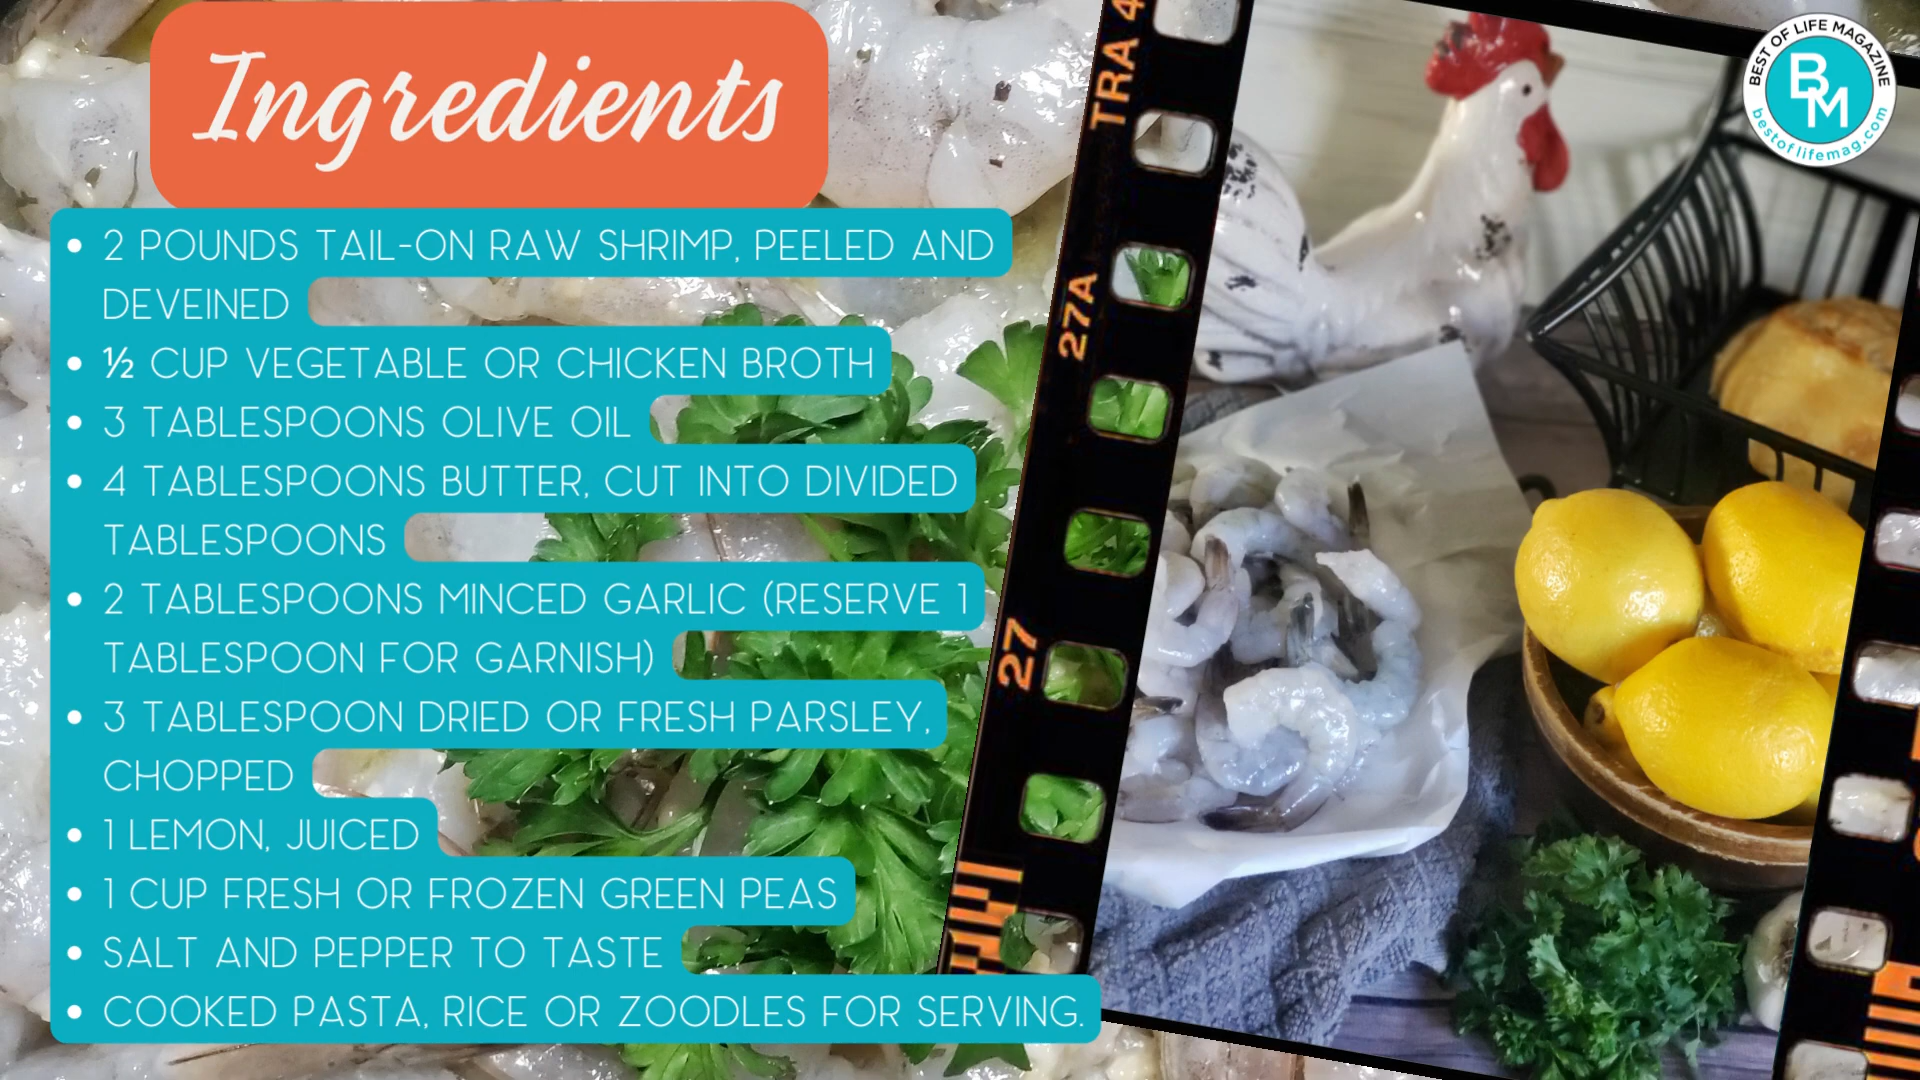 Ingredients
• 2 POUNDS TAIL-ON RAW SHRIMP, PEELED AND
DEVEINED
• ½ CUP VEGETABLE OR CHICKEN BROTH
• 3 TABLESPOONS OLIVE OIL
• 4 TABLESPOONS BUTTER, CUT INTO DIVIDED
TABLESPOONS
• 2 TABLESPOONS MINCED GARLIC (RESERVE 1
TABLESPOON FOR GARNISH)
• 3 TABLESPOON DRIED OR FRESH PARSLEY,
CHOPPED
• 1 LEMON, JUICED
• 1 CUP FRESH OR FROZEN GREEN PEAS
• SALT AND PEPPER TO TASTE
• COOKED PASTA, RICE OR ZOODLES FOR SERVING.
TRA 4
27A
27
BEST OF LIFE MAGAZINE
BM
bestoflifemag.com